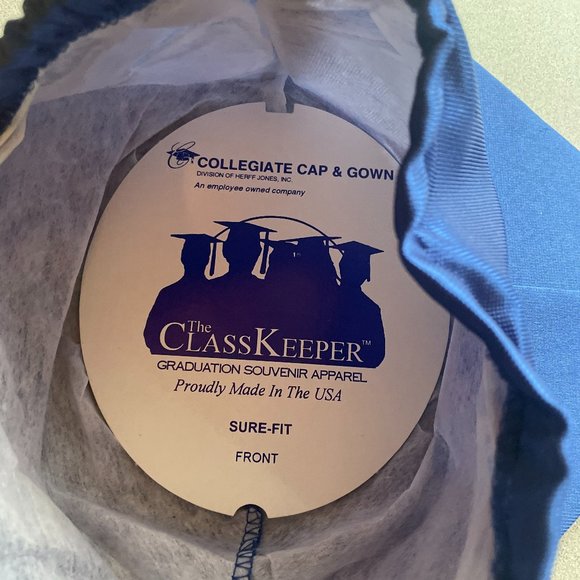 COLLEGIATE CAP & GOWN
DIVISION OF HERFF JONES, INC.
An employee owned company
The
CLASSKEEPER™
GRADUATION SOUVENIR APPAREL
Proudly Made In The USA
SURE-FIT
FRONT